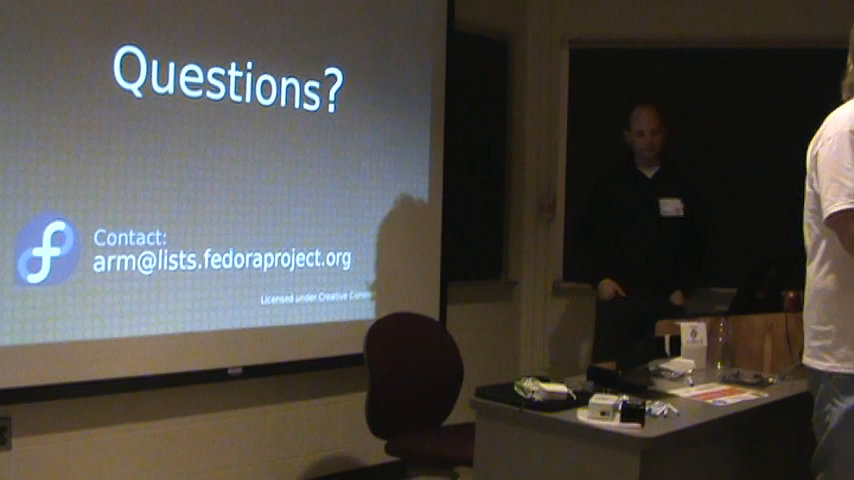 Questions?
Contact:
arm@lists.fedoraproject.org
Licensed under Creative